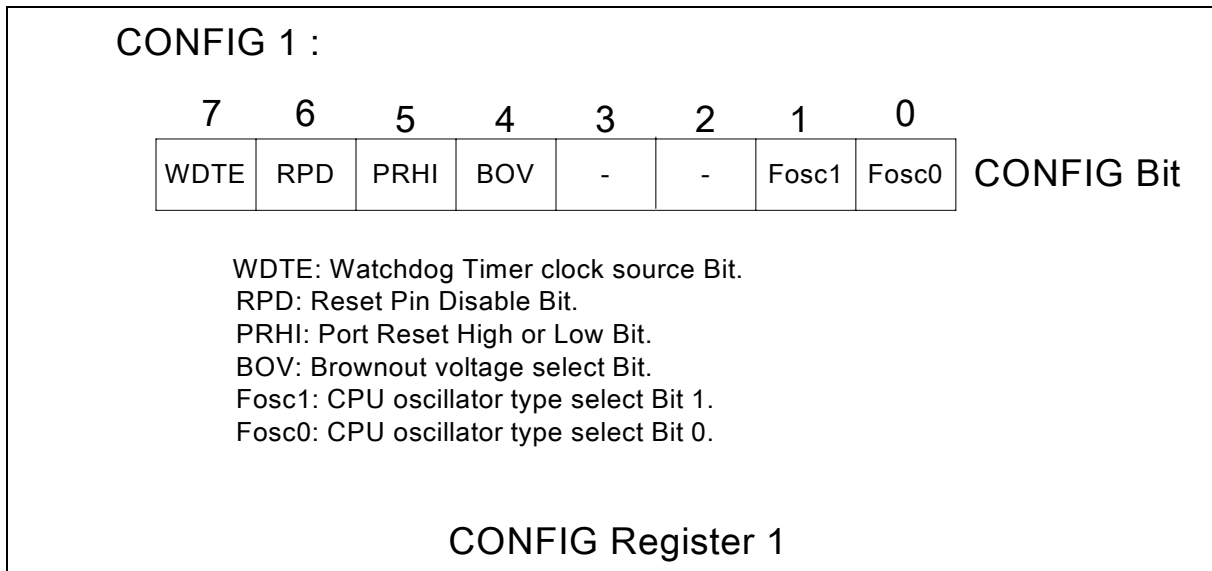 CONFIG 1 :
7 6 5 4 3 2 1 0
WDTE RPD PRHI BOV - - Fosc1 Fosc0 CONFIG Bit
WDTE: Watchdog Timer clock source Bit.
RPD: Reset Pin Disable Bit.
PRHI: Port Reset High or Low Bit.
BOV: Brownout voltage select Bit.
Fosc1: CPU oscillator type select Bit 1.
Fosc0: CPU oscillator type select Bit 0.
CONFIG Register 1